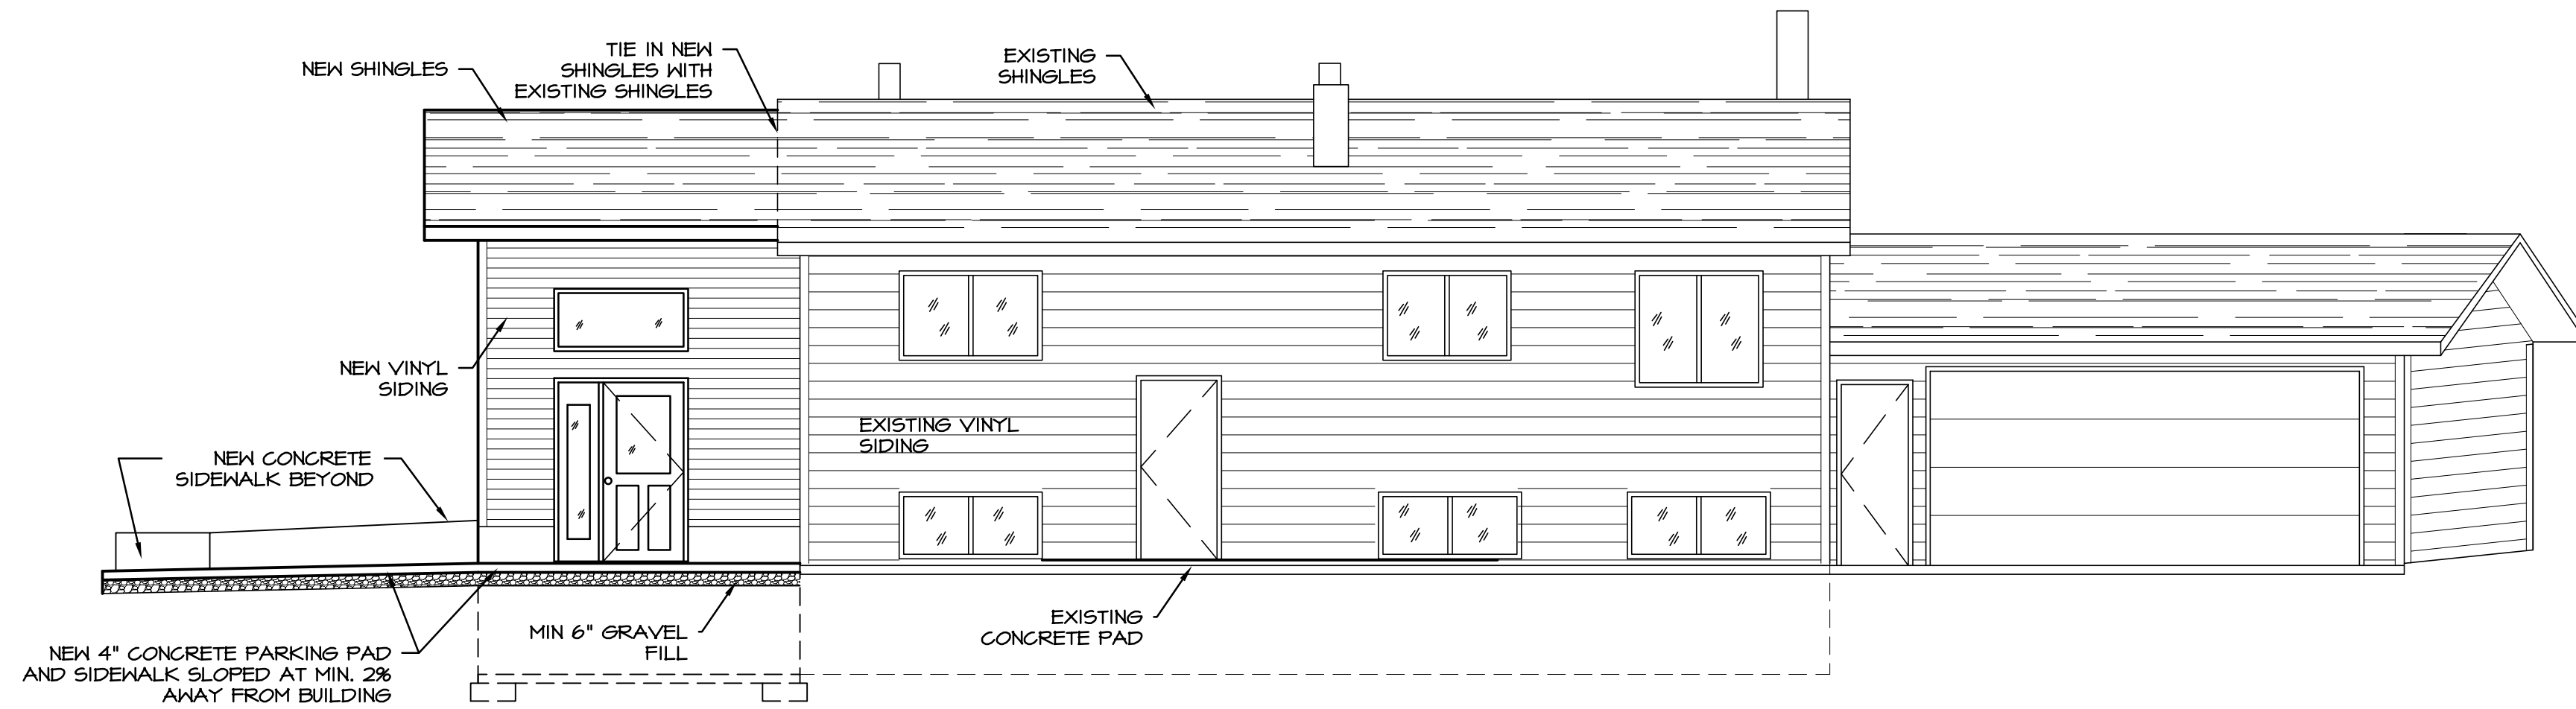 NEW SHINGLES
TIE IN NEW
SHINGLES WITH
EXISTING SHINGLES
EXISTING
SHINGLES
NEW VINYL
SIDING
EXISTING VINYL
SIDING
NEW CONCRETE
SIDEWALK BEYOND
MIN 6" GRAVEL
FILL
EXISTING
CONCRETE PAD
NEW 4" CONCRETE PARKING PAD
AND SIDEWALK SLOPED AT MIN. 2%
AWAY FROM BUILDING